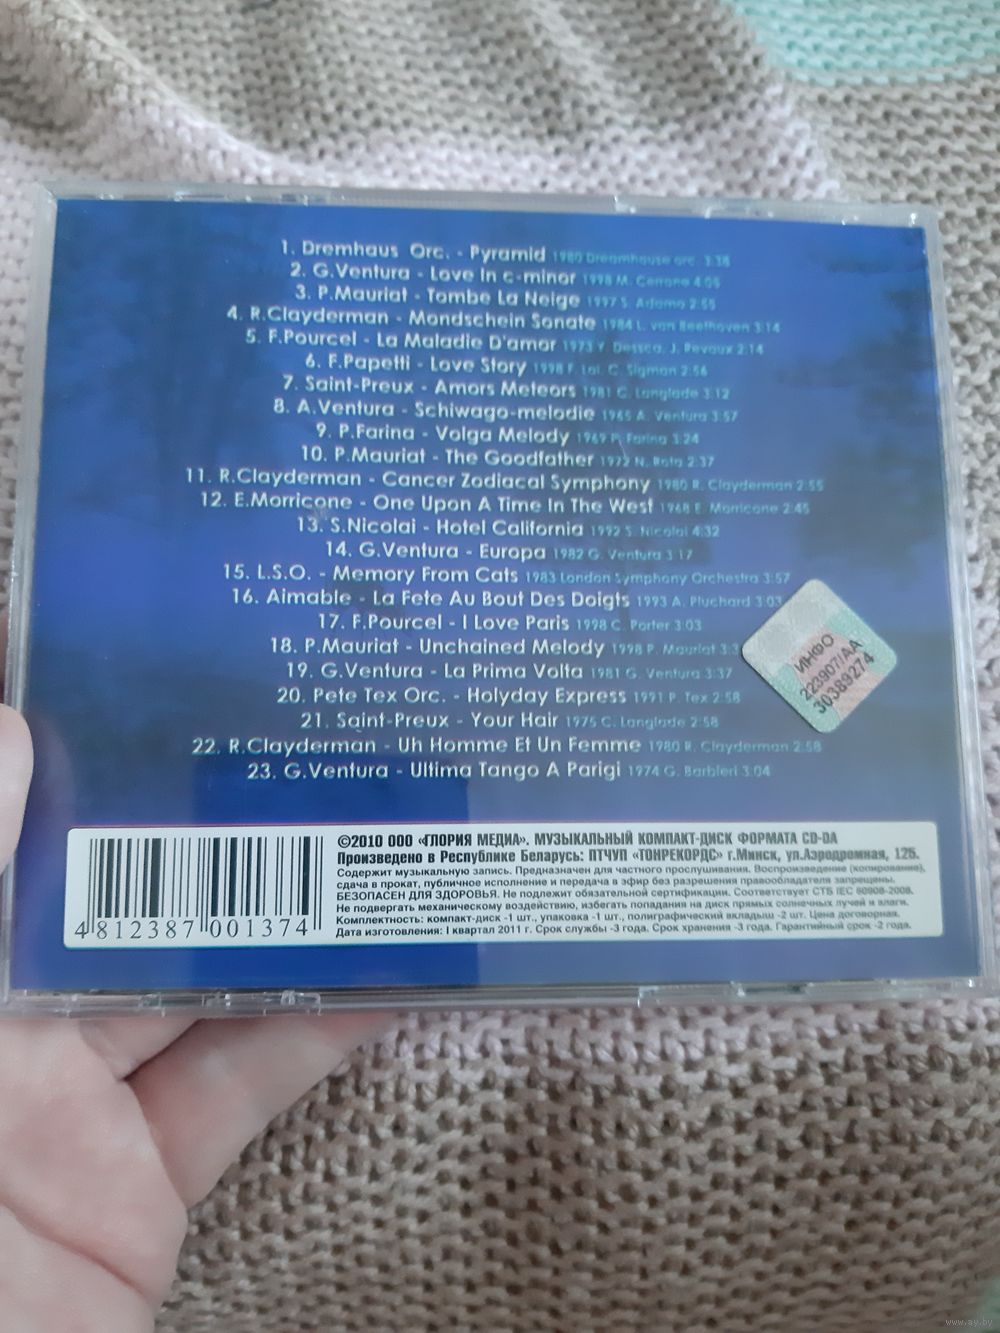 1. Dremhaus Orc. - Pyramid 1980 Dreamhouse orc. 3:38
2. G.Ventura - Love In c-minor 1998 M. Cerrone 4:05
3. P.Mauriat - Tombe La Neige 1997 S. Adamo 2:55
4. R.Clayderman - Mondschein Sonate 1984 L. van Beethoven 3:14
5. F.Pourcel - La Maladie D'amor 1973 Y. Dessca, J. Revaux 2:14
6. F.Papetti - Love Story 1998 F. Lai, C. Sigman 2:56
7. Saint-Preux - Amors Meteors 1981 C. Langlade 3:12
8. A.Ventura - Schiwago-melodie 1965 A. Ventura 3:57
9. P.Farina - Volga Melody 1969 P. Farina 3:24
10. P.Mauriat - The Goodfather 1972 N. Rota 2:37
11. R.Clayderman - Cancer Zodiacal Symphony 1980 R. Clayderman 2:55
12. E.Morricone - One Upon A Time In The West 1968 E. Morricone 2:45
13. S.Nicolai - Hotel California 1992 S. Nicolai 4:32
14. G.Ventura - Europa 1982 G. Ventura 3:17
15. L.S.O. - Memory From Cats 1983 London Symphony Orchestra 3:57
16. Aimable - La Fete Au Bout Des Doigts 1993 A. Pluchard 3:03
17. F.Pourcel - I Love Paris 1998 C. Porter 3:03
18. P.Mauriat - Unchained Melody 1998 P. Mauriat 3:3
19. G.Ventura - La Prima Volta 1981 G. Ventura 3:37
20. Pete Tex Orc. - Holyday Express 1991 P. Tex 2:58
21. Saint-Preux - Your Hair 1975 C. Langlade 2:58
22. R.Clayderman - Uh Homme Et Un Femme 1980 R. Clayderman 2:58
23. G.Ventura - Ultima Tango A Parigi 1974 G. Barbieri 3:04
ИНФО
223907/АА
30389274
©2010 ООО «ГЛОРИЯ МЕДИА». МУЗЫКАЛЬНЫЙ КОМПАКТ-ДИСК ФОРМАТА CD-DA
Произведено в Республике Беларусь: ПТЧУП «ТОНРЕКОРДС» г.Минск, ул.Аэродромная, 125.
Содержит музыкальную запись. Предназначен для частного прослушивания. Воспроизведение (копирование),
сдача в прокат, публичное исполнение и передача в эфир без разрешения правообладателя запрещены.
БЕЗОПАСЕН ДЛЯ ЗДОРОВЬЯ. Не подлежит обязательной сертификации. Соответствует СТБ IEC 60908-2008.
Не подвергать механическому воздействию, избегать попадания на диск прямых солнечных лучей и влаги.
Комплектность: компакт-диск -1 шт., упаковка -1 шт., полиграфический вкладыш -2 шт. Цена договорная.
Дата изготовления: I квартал 2011 г. Срок службы -3 года. Срок хранения -3 года. Гарантийный срок -2 года.
4 812387 001374
www.ay.by